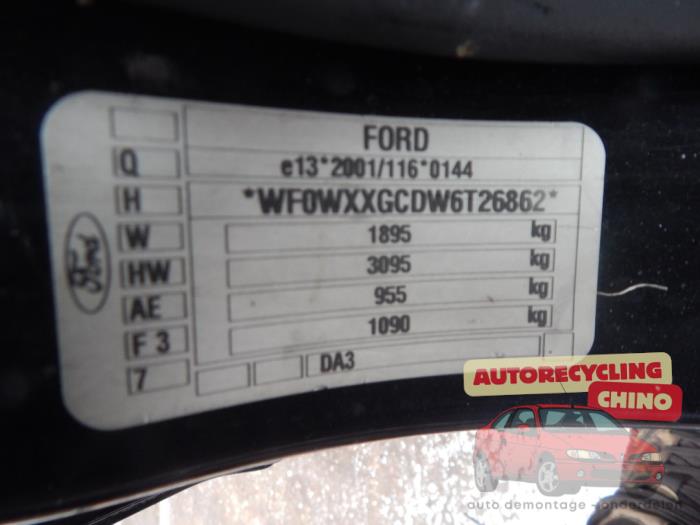 FORD
Q e13*2001/116*0144
H *WF0WXXGCDW6T26862*
W 1895 kg
HW 3095 kg
AE 955 kg
F 3 1090 kg
7 DA3
Ford
AUTORECYCLING
CHINO
auto demontage - onderdelen